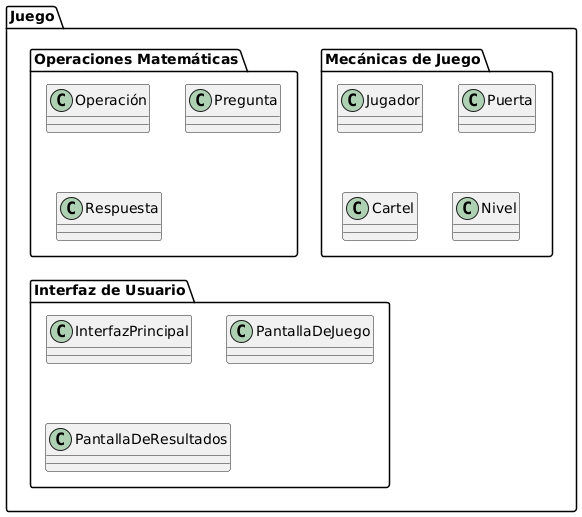 Juego
Operaciones Matemáticas
C Operación
C Pregunta
C Respuesta
Mecánicas de Juego
C Jugador
C Puerta
C Cartel
C Nivel
Interfaz de Usuario
C InterfazPrincipal
C PantallaDeJuego
C PantallaDeResultados